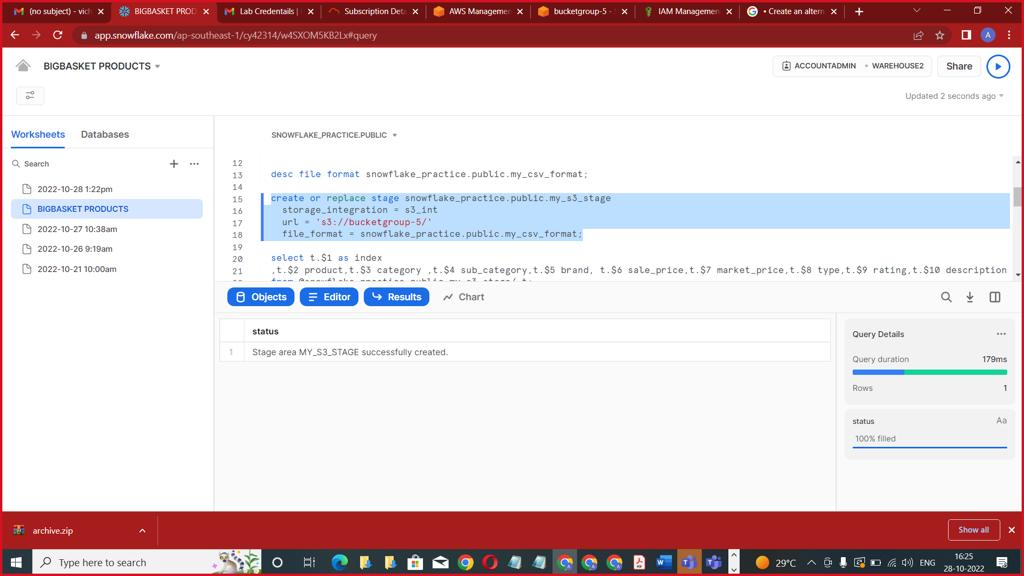 (no subject) - vich
BIGBASKET PROD
Lab Credentials |
Subscription Deta
AWS Managemen
bucketgroup-5 -
IAM Managemen
• Create an altern
app.snowflake.com/ap-southeast-1/cy42314/w4SXOM5KB2Lx#query
A
BIGBASKET PRODUCTS
ACCOUNTADMIN
WAREHOUSE2
Share
Updated 2 seconds ago
Worksheets
Databases
SNOWFLAKE_PRACTICE.PUBLIC
Search
2022-10-28 1:22pm
BIGBASKET PRODUCTS
2022-10-27 10:38am
2022-10-26 9:19am
2022-10-21 10:00am
12
13 desc file format snowflake_practice.public.my_csv_format;
14
15 create or replace stage snowflake_practice.public.my_s3_stage
16 storage_integration = s3_int
17 url = 's3://bucketgroup-5/'
18 file_format = snowflake_practice.public.my_csv_format;
19
20 select t.$1 as index
21 ,t.$2 product,t.$3 category ,t.$4 sub_category,t.$5 brand, t.$6 sale_price,t.$7 market_price,t.$8 type,t.$9 rating,t.$10 description
Objects
Editor
Results
Chart
status
1 Stage area MY_S3_STAGE successfully created.
Query Details
Query duration 179ms
Rows 1
status Aa
100% filled
archive.zip
Show all
Type here to search
29°C
ENG
16:25
28-10-2022